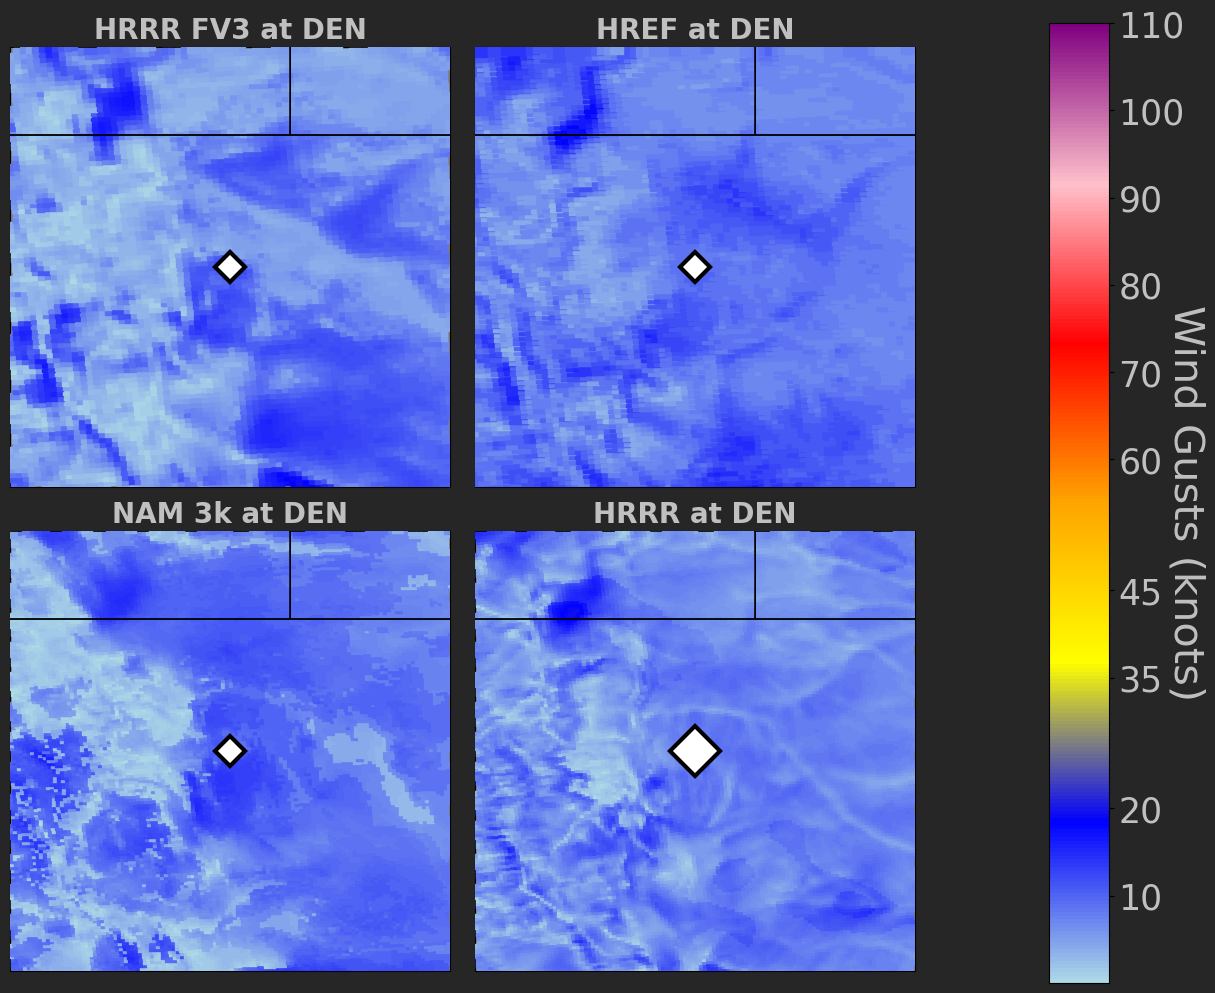 HRRR FV3 at DEN
HREF at DEN
NAM 3k at DEN
HRRR at DEN
110
100
90
80
70
60
45
35
20
10
Wind Gusts (knots)